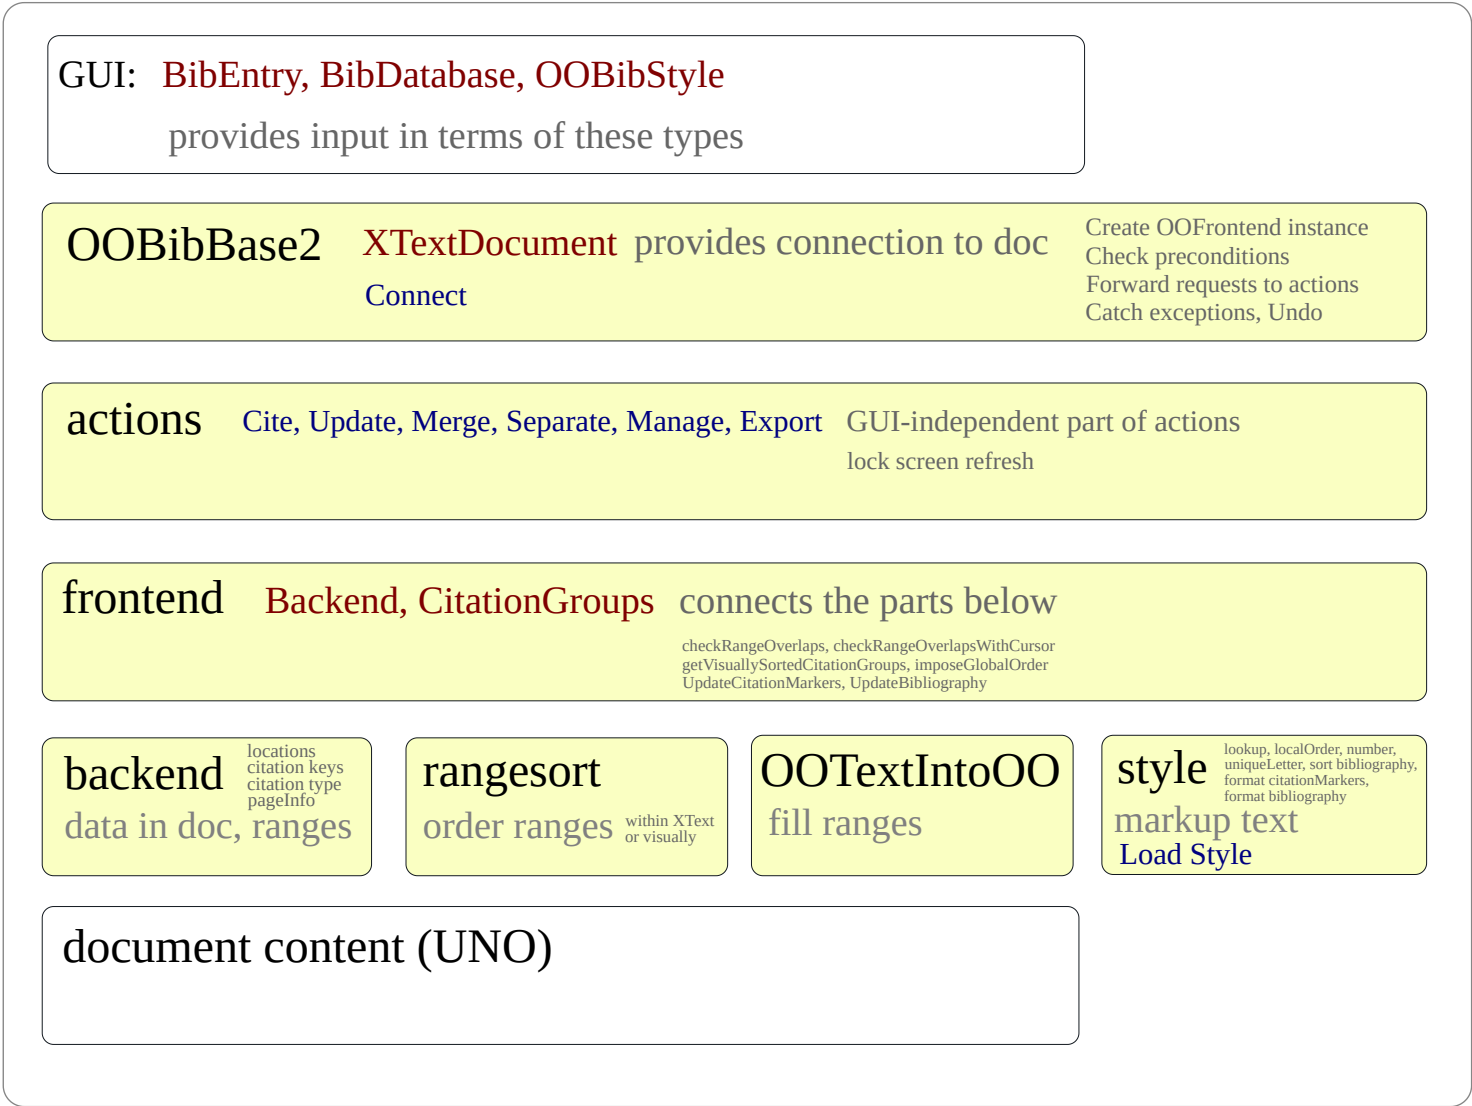 GUI: BibEntry, BibDatabase, OOBibStyle
provides input in terms of these types
OOBibBase2 XTextDocument provides connection to doc
Connect
Create OOFrontend instance
Check preconditions
Forward requests to actions
Catch exceptions, Undo
actions Cite, Update, Merge, Separate, Manage, Export GUI-independent part of actions
lock screen refresh
frontend Backend, CitationGroups connects the parts below
checkRangeOverlaps, checkRangeOverlapsWithCursor
getVisuallySortedCitationGroups, imposeGlobalOrder
UpdateCitationMarkers, UpdateBibliography
backend
locations
citation keys
citation type
pageInfo
data in doc, ranges
rangesort
order ranges
within XText
or visually
OOTextIntoOO
fill ranges
style
lookup, localOrder, number,
uniqueLetter, sort bibliography,
format citationMarkers,
format bibliography
markup text
Load Style
document content (UNO)